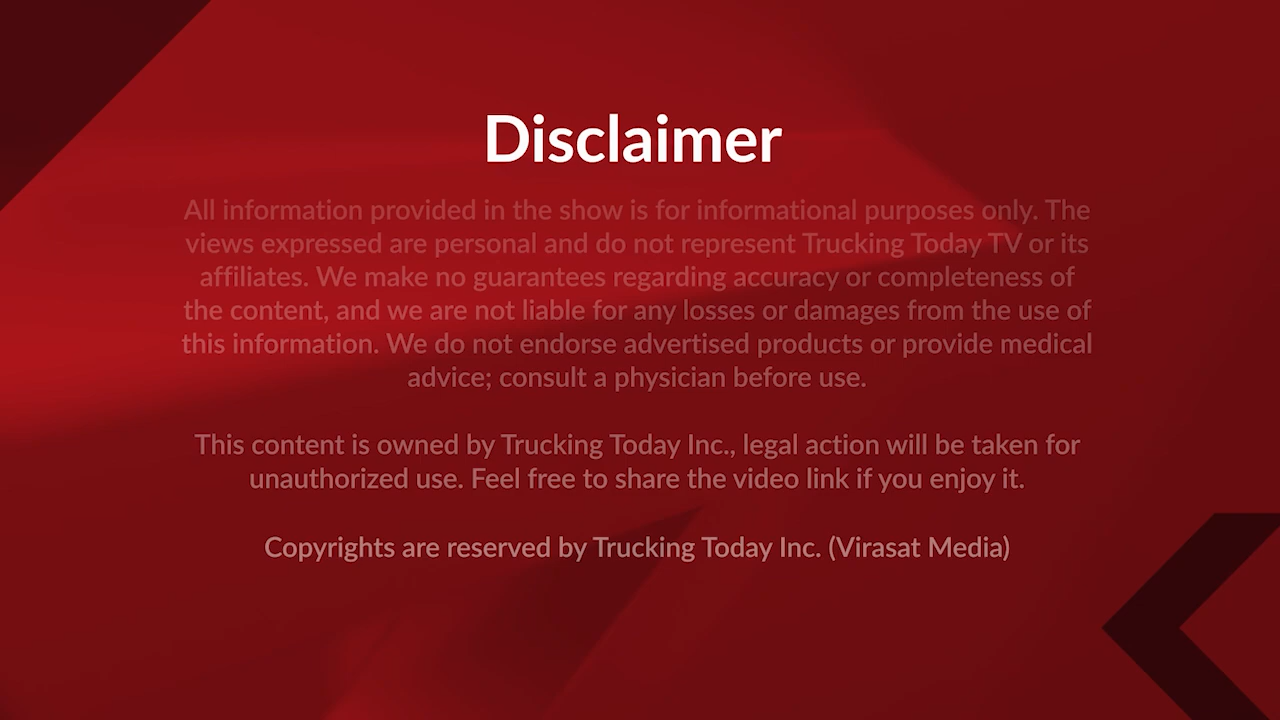 Disclaimer
All information provided in the show is for informational purposes only. The
views expressed are personal and do not represent Trucking Today TV or its
affiliates. We make no guarantees regarding accuracy or completeness of
the content, and we are not liable for any losses or damages from the use of
this information. We do not endorse advertised products or provide medical
advice; consult a physician before use.
This content is owned by Trucking Today Inc., legal action will be taken for
unauthorized use. Feel free to share the video link if you enjoy it.
Copyrights are reserved by Trucking Today Inc. (Virasat Media)